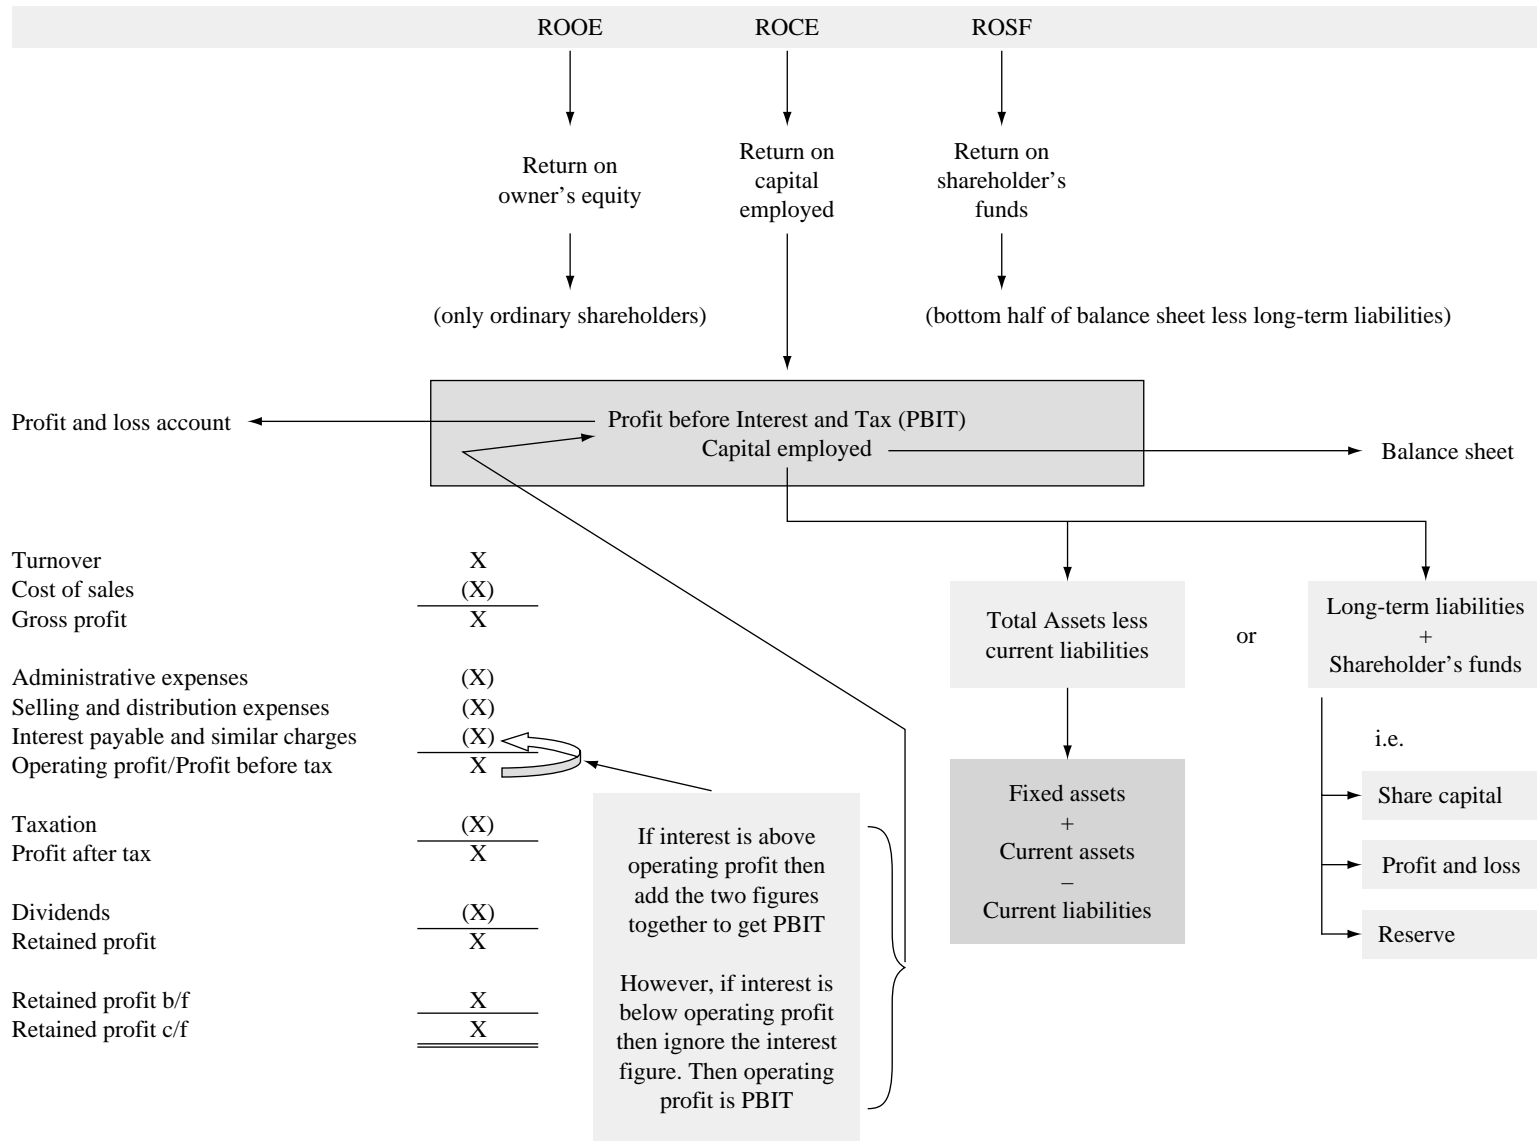 ROOE ROCE ROSF
Return on
owner’s equity
Return on
capital
employed
Return on
shareholder’s
funds
(only ordinary shareholders)
(bottom half of balance sheet less long-term liabilities)
Profit and loss account
Profit before Interest and Tax (PBIT)
Capital employed
Balance sheet
Turnover X
Cost of sales (X)
Gross profit X
Administrative expenses (X)
Selling and distribution expenses (X)
Interest payable and similar charges (X)
Operating profit/Profit before tax X
Taxation (X)
Profit after tax X
Dividends (X)
Retained profit X
Retained profit b/f X
Retained profit c/f X
If interest is above
operating profit then
add the two figures
together to get PBIT
However, if interest is
below operating profit
then ignore the interest
figure. Then operating
profit is PBIT
Total Assets less
current liabilities
or
Long-term liabilities
+
Shareholder’s funds
Fixed assets
+
Current assets
–
Current liabilities
i.e.
Share capital
Profit and loss
Reserve